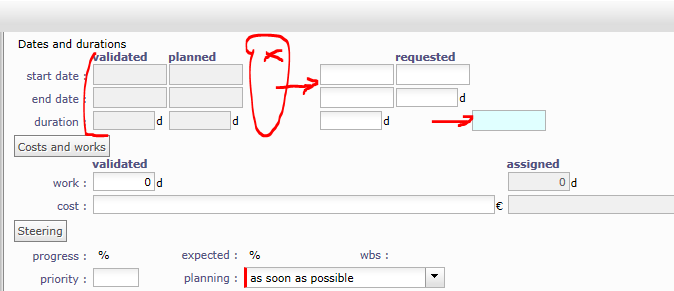 Dates and durations
validated planned requested
start date :
end date : d
duration : d d d
Costs and works
validated assigned
work : 0 d 0 d
cost : €
Steering
progress : % expected : % wbs :
priority : planning : as soon as possible